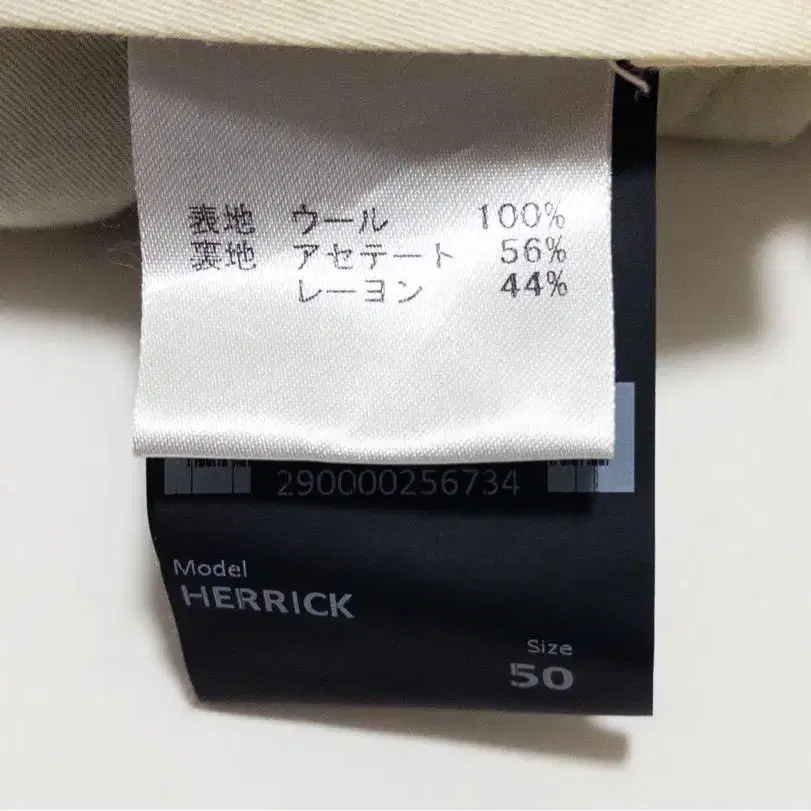 表地 ウール 100%
裏地 アセテート 56%
レーヨン 44%
290000256734
Model
HERRICK
Size
50